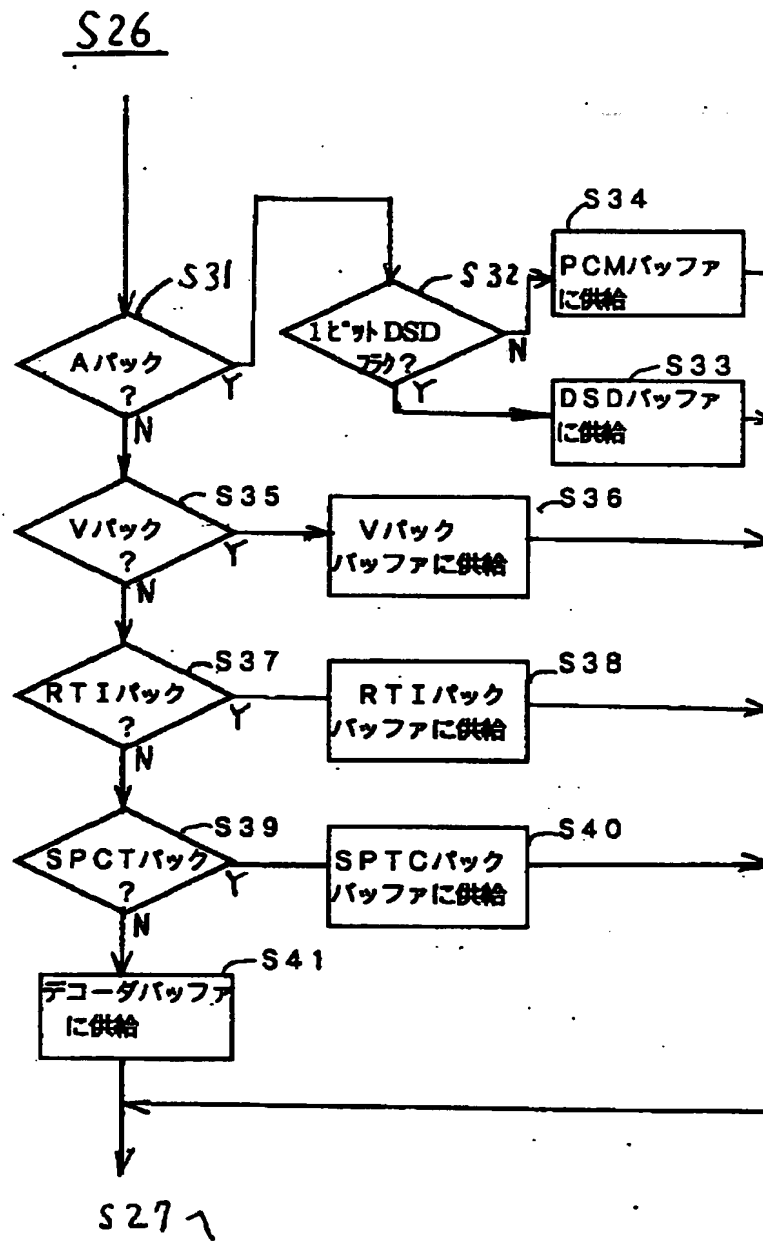 S26
S31
Aパック
?
Y
N
S32
1ビットDSD
フラグ?
N
Y
S34
PCMバッファ
に供給
S33
DSDバッファ
に供給
S35
Vパック
?
Y
N
S36
Vパック
バッファに供給
S37
RTIパック
?
Y
N
S38
RTIパック
バッファに供給
S39
SPCTパック
?
Y
N
S40
SPTCパック
バッファに供給
S41
デコーダバッファ
に供給
S27へ